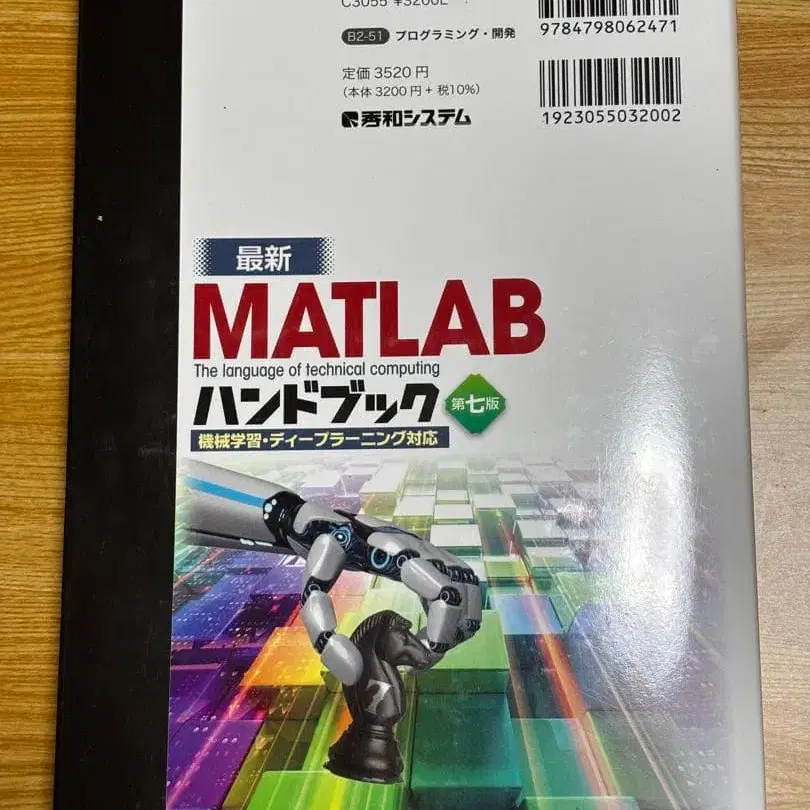 C3055 ¥3200E
9784798062471
B2-51 プログラミング・開発
定価 3520 円
(本体 3200 円 + 税10%)
秀和システム
1923055032002
最新
MATLAB
The language of technical computing
ハンドブック
第七版
機械学習・ディープラーニング対応
7